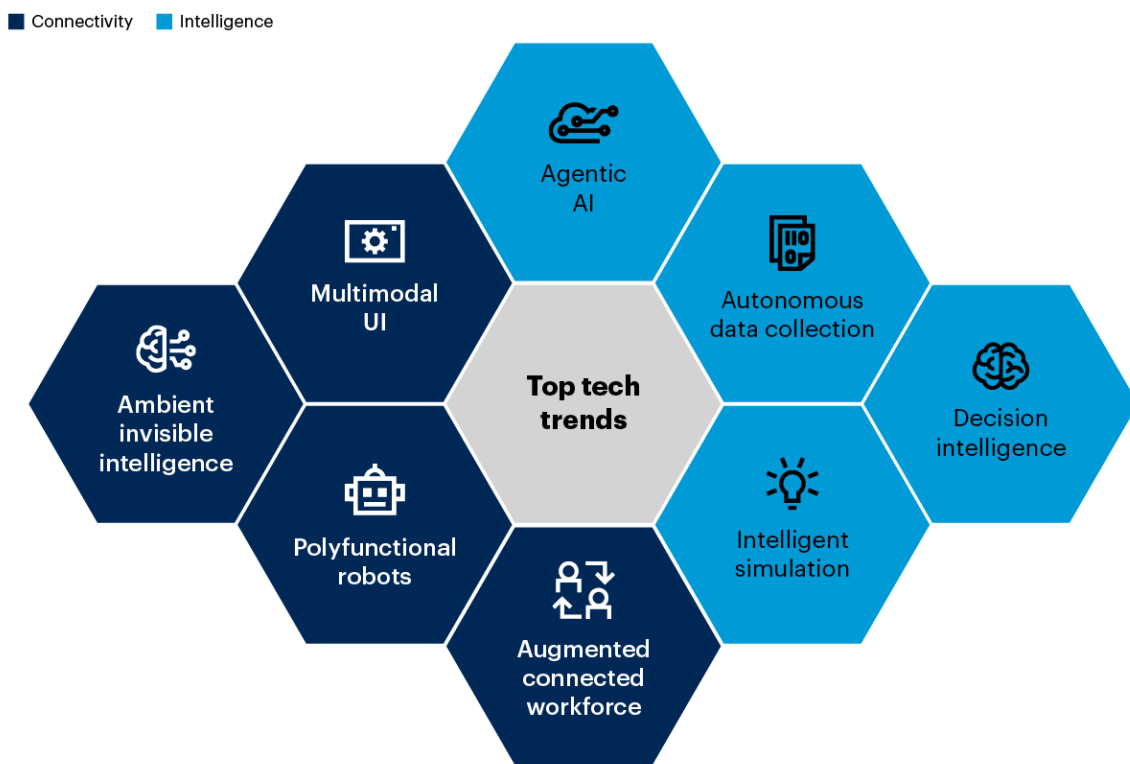 Connectivity
Intelligence
Agentic
AI
Multimodal
UI
Autonomous
data collection
Ambient
invisible
intelligence
Top tech
trends
Decision
intelligence
Polyfunctional
robots
Intelligent
simulation
Augmented
connected
workforce